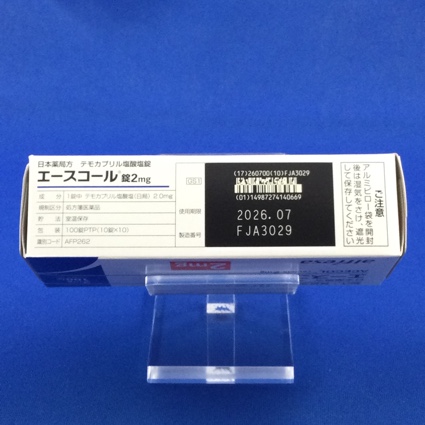 日本薬局方 テモカプリル塩酸塩錠
エースコール®錠2mg
成 分 1錠中 テモカプリル塩酸塩(日局) 2.0mg
規制区分 処方箋医薬品
貯 法 室温保存
包 装 100錠PTP(10錠×10)
識別コード AFP262
001
使用期限
製造番号
(17)260700(10)FJA3029
(01)14987274140669
2026.07
FJA3029
ご注意
アルミピロー袋を開封
後は湿気をさけ、遮光
して保存してください
2mg
エース
alfresa